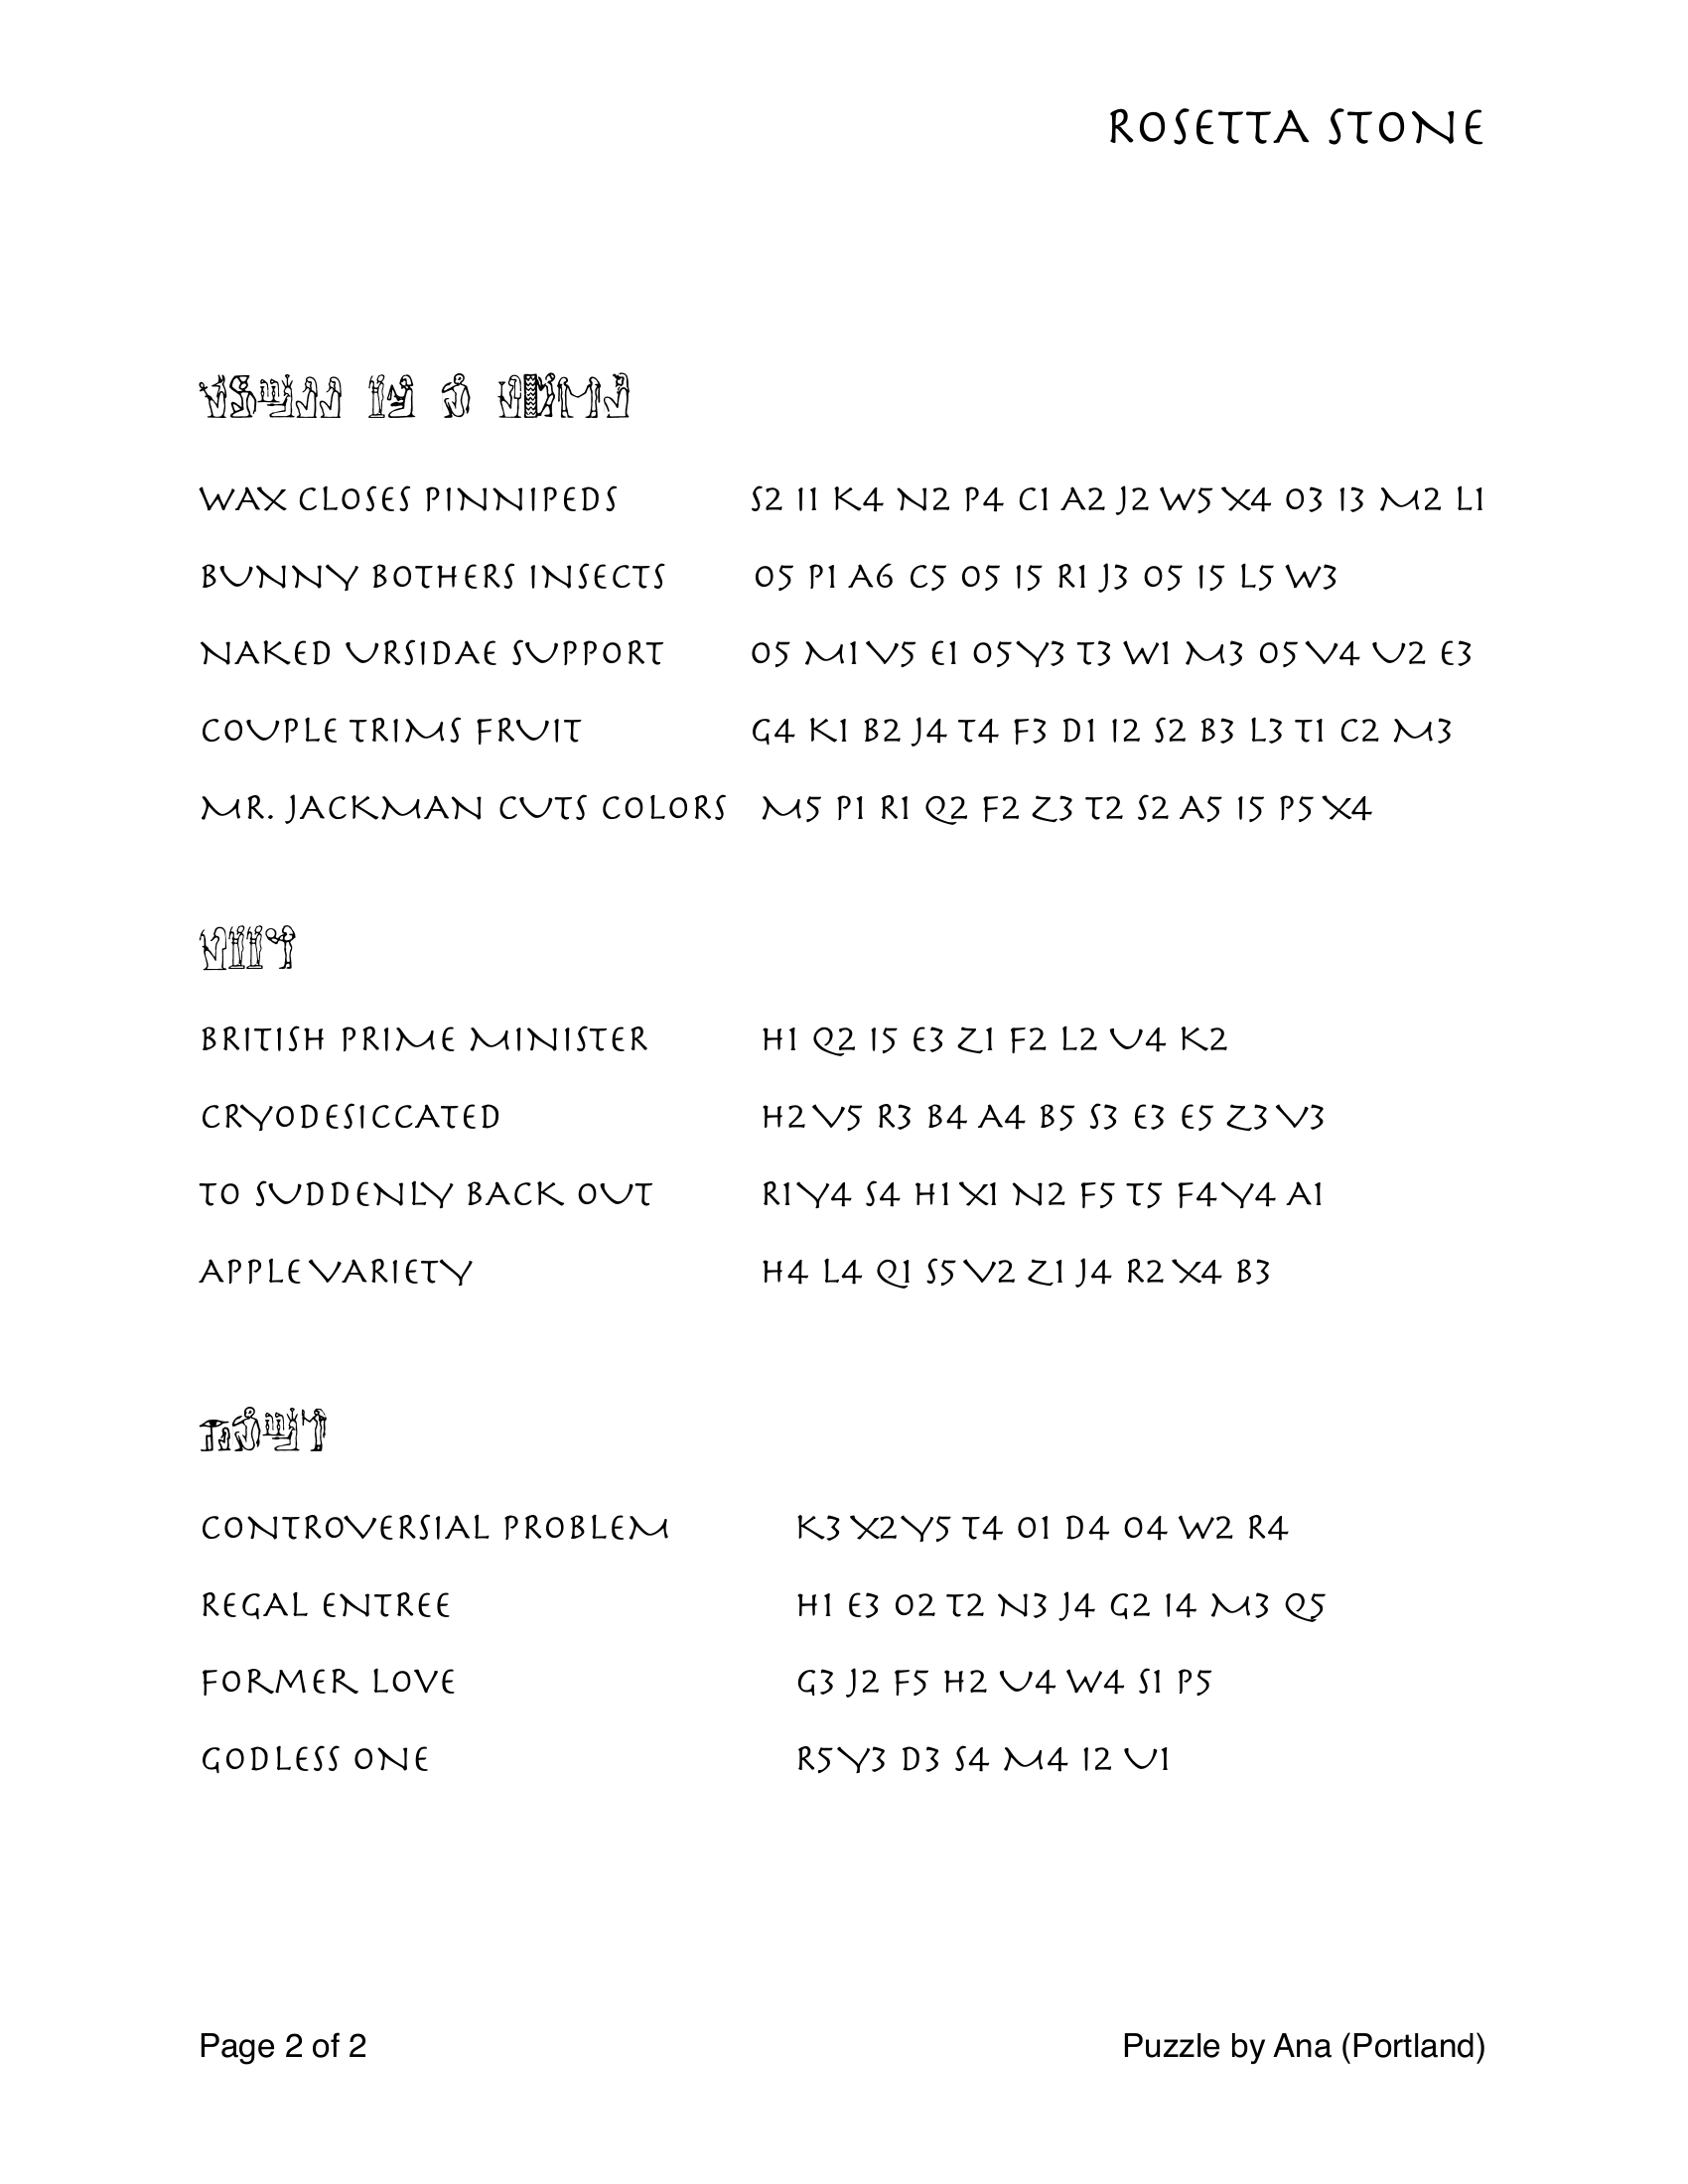 ROSETTA STONE
WAX CLOSES PINNIPEDS S2 I1 K4 N2 P4 C1 A2 J2 W5 X4 O3 I3 M2 L1
BUNNY BOTHERS INSECTS O5 P1 A6 C5 O5 I5 R1 J3 O5 I5 L5 W3
NAKED URSIDAE SUPPORT O5 M1 V5 E1 O5 Y3 T3 W1 M3 O5 V4 U2 E3
COUPLE TRIMS FRUIT G4 K1 B2 J4 T4 F3 D1 I2 S2 B3 L3 T1 C2 M3
MR. JACKMAN CUTS COLORS M5 P1 R1 Q2 F2 Z3 T2 S2 A5 I5 P5 X4
BRITISH PRIME MINISTER H1 Q2 I5 E3 Z1 F2 L2 U4 K2
CRYODESICCATED H2 V5 R3 B4 A4 B5 S3 E3 E5 Z3 V3
TO SUDDENLY BACK OUT R1 Y4 S4 H1 X1 N2 F5 T5 F4 Y4 A1
APPLE VARIETY H4 L4 Q1 S5 V2 Z1 J4 R2 X4 B3
CONTROVERSIAL PROBLEM K3 X2 Y5 T4 O1 D4 O4 W2 R4
REGAL ENTREE H1 E3 O2 T2 N3 J4 G2 I4 M3 Q5
FORMER LOVE G3 J2 F5 H2 U4 W4 S1 P5
GODLESS ONE R5 Y3 D3 S4 M4 I2 U1
Page 2 of 2 Puzzle by Ana (Portland)